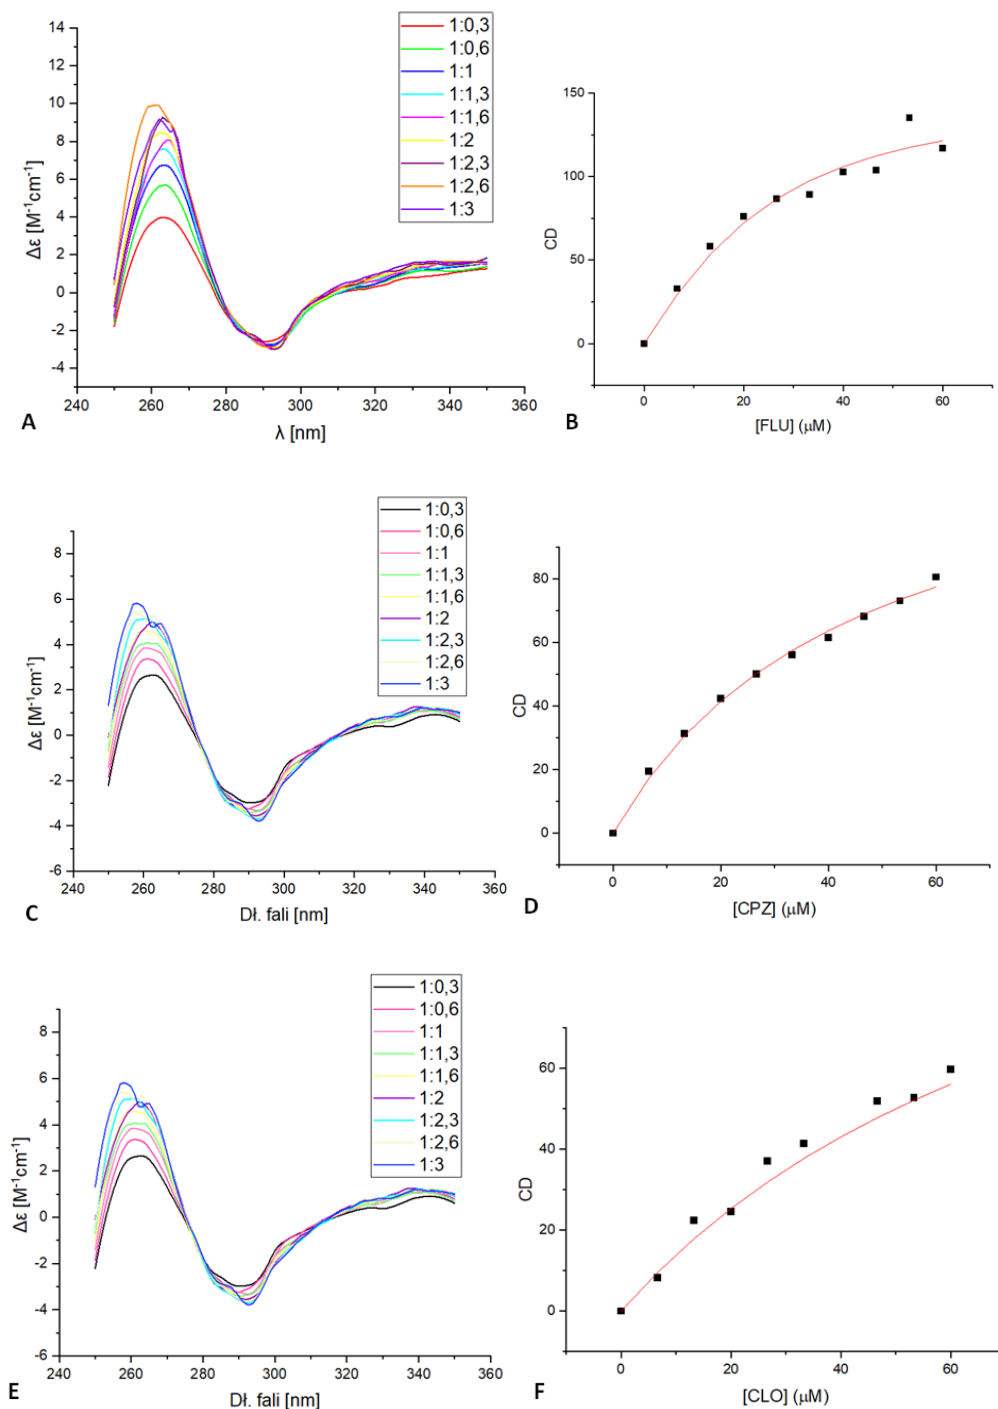 14
12
10
8
6
4
2
0
-2
-4
240 260 280 300 320 340 360
Δε [M⁻¹cm⁻¹]
λ [nm]
1:0,3
1:0,6
1:1
1:1,3
1:1,6
1:2
1:2,3
1:2,6
1:3
A
150
100
50
0
0 20 40 60
CD
[FLU] (μM)
B
8
6
4
2
0
-2
-4
-6
240 260 280 300 320 340 360
Δε [M⁻¹cm⁻¹]
Dł. fali [nm]
1:0,3
1:0,6
1:1
1:1,3
1:1,6
1:2
1:2,3
1:2,6
1:3
C
80
60
40
20
0
0 20 40 60
CD
[CPZ] (μM)
D
8
6
4
2
0
-2
-4
-6
240 260 280 300 320 340 360
Δε [M⁻¹cm⁻¹]
Dł. fali [nm]
1:0,3
1:0,6
1:1
1:1,3
1:1,6
1:2
1:2,3
1:2,6
1:3
E
60
40
20
0
0 20 40 60
CD
[CLO] (μM)
F